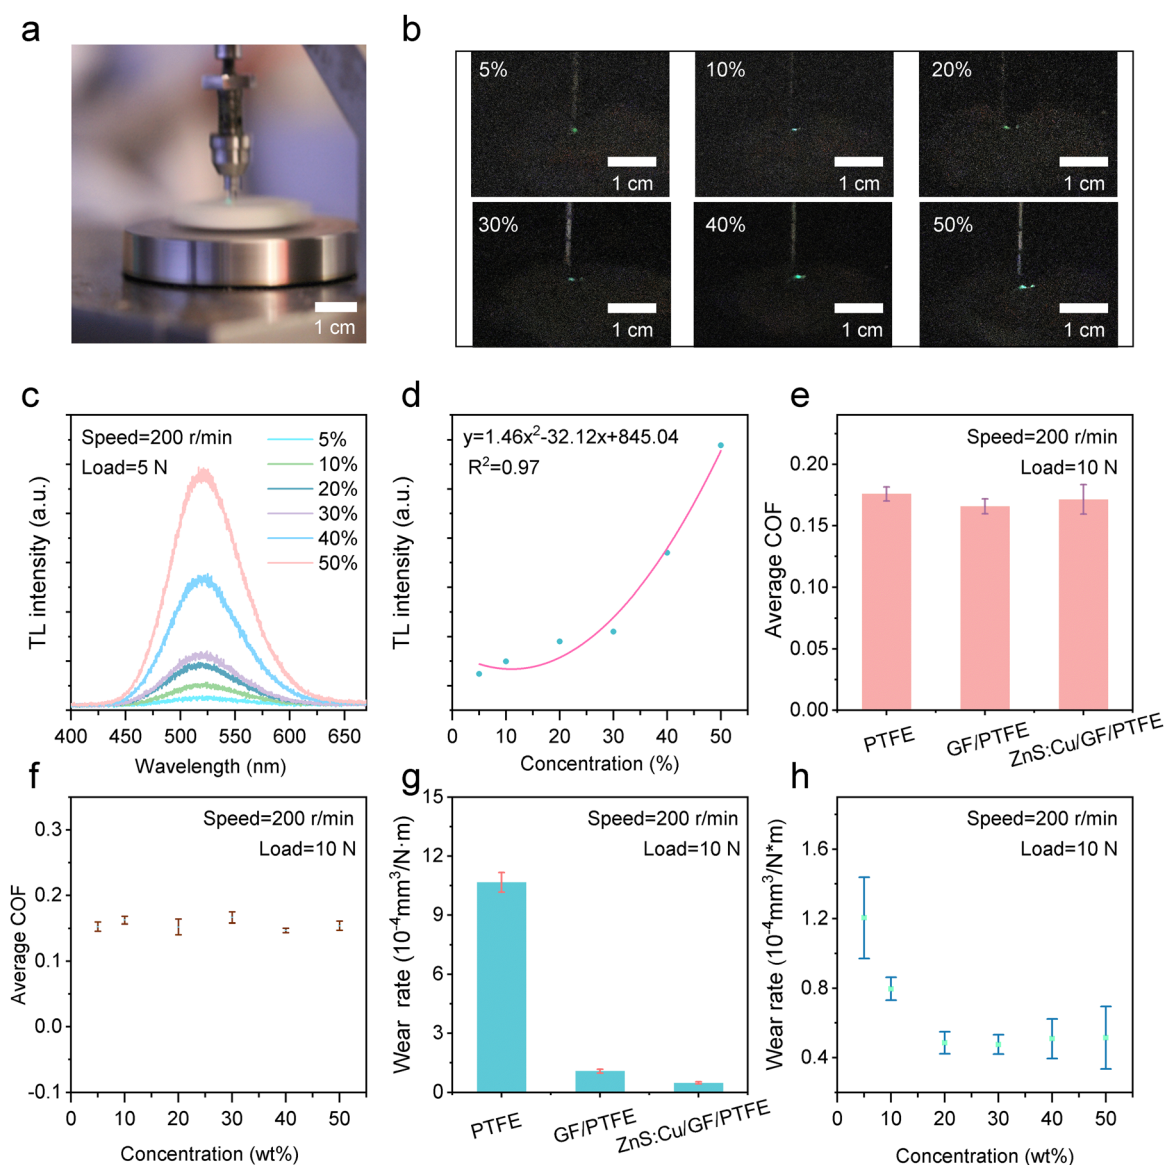 a
1 cm
b
5%
1 cm
10%
1 cm
20%
1 cm
30%
1 cm
40%
1 cm
50%
1 cm
c
Speed=200 r/min
Load=5 N
5%
10%
20%
30%
40%
50%
TL intensity (a.u.)
400 450 500 550 600 650
Wavelength (nm)
d
y=1.46x²-32.12x+845.04
R²=0.97
TL intensity (a.u.)
0 10 20 30 40 50
Concentration (%)
e
Speed=200 r/min
Load=10 N
Average COF
0.20
0.15
0.10
0.05
0.00
PTFE
GF/PTFE
ZnS:Cu/GF/PTFE
f
Speed=200 r/min
Load=10 N
Average COF
0.3
0.2
0.1
0.0
-0.1
0 10 20 30 40 50
Concentration (wt%)
g
Speed=200 r/min
Load=10 N
Wear rate (10⁻⁴mm³/N·m)
15
12
9
6
3
0
PTFE
GF/PTFE
ZnS:Cu/GF/PTFE
h
Speed=200 r/min
Load=10 N
Wear rate (10⁻⁴mm³/N*m)
1.6
1.2
0.8
0.4
0 10 20 30 40 50
Concentration (wt%)